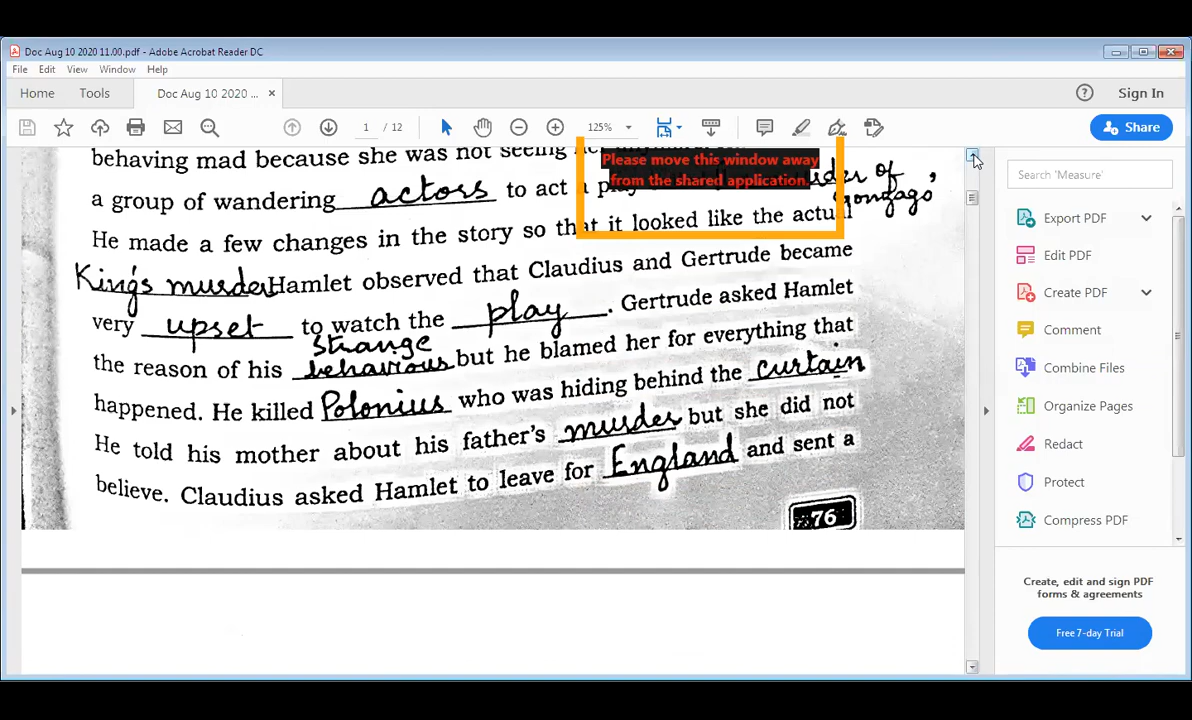 Doc Aug 10 2020 11.00.pdf - Adobe Acrobat Reader DC
File Edit View Window Help
Home Tools Doc Aug 10 2020 ... × Sign In
1 / 12 125% Share
behaving mad because she was not seeing
Please move this window away
from the shared application.
a group of wandering actors to act a of
Gonzago'
He made a few changes in the story so that it looked like the actual
King's murder Hamlet observed that Claudius and Gertrude became
very upset to watch the play. Gertrude asked Hamlet
strange
the reason of his behaviour but he blamed her for everything that
happened. He killed Polonius who was hiding behind the curtain
He told his mother about his father's murder but she did not
believe. Claudius asked Hamlet to leave for England and sent a
76
Search 'Measure'
Export PDF
Edit PDF
Create PDF
Comment
Combine Files
Organize Pages
Redact
Protect
Compress PDF
Create, edit and sign PDF
forms & agreements
Free 7-day Trial